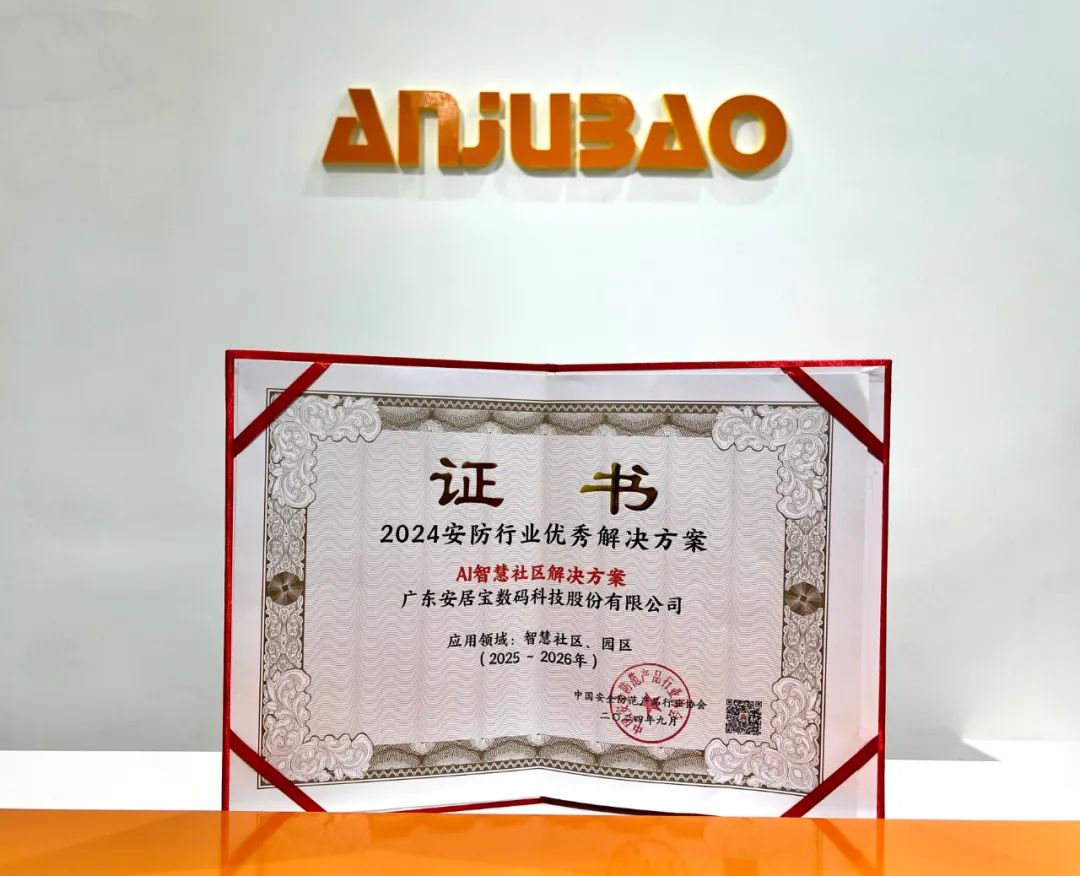 ANJUBAO
证 书
2024安防行业优秀解决方案
AI智慧社区解决方案
广东安居宝数码科技股份有限公司
应用领域：智慧社区、园区
（2025 - 2026年）
中国安全防范产品行业协会
二〇二四年九月